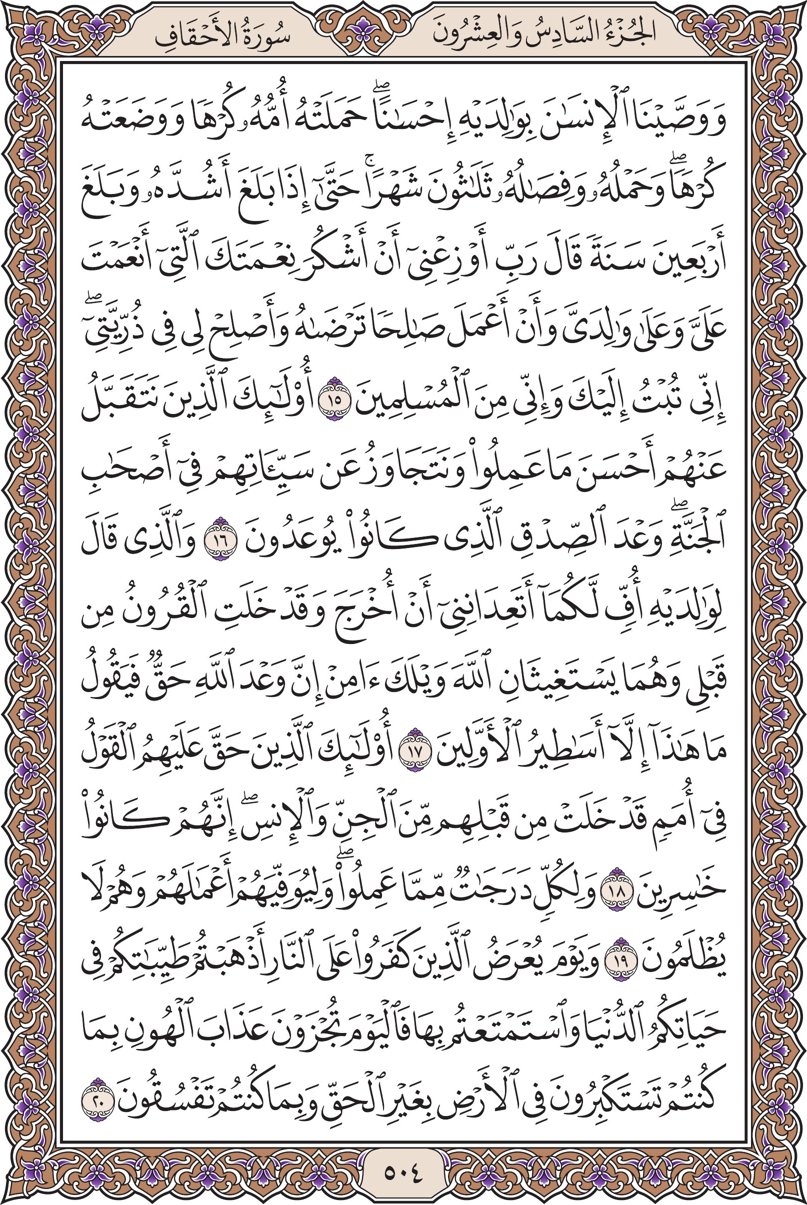 الجُزْءُ السَّادِسُ وَالعِشْرُونَ
سُورَةُ الأَحْقَافِ
وَوَصَّيْنَا ٱلْإِنسَٰنَ بِوَٰلِدَيْهِ إِحْسَٰنًاۖ حَمَلَتْهُ أُمُّهُۥ كُرْهًا وَوَضَعَتْهُ
كُرْهًاۖ وَحَمْلُهُۥ وَفِصَٰلُهُۥ ثَلَٰثُونَ شَهْرًاۚ حَتَّىٰٓ إِذَا بَلَغَ أَشُدَّهُۥ وَبَلَغَ
أَرْبَعِينَ سَنَةً قَالَ رَبِّ أَوْزِعْنِىٓ أَنْ أَشْكُرَ نِعْمَتَكَ ٱلَّتِىٓ أَنْعَمْتَ
عَلَىَّ وَعَلَىٰ وَٰلِدَىَّ وَأَنْ أَعْمَلَ صَٰلِحًا تَرْضَىٰهُ وَأَصْلِحْ لِى فِى ذُرِّيَّتِىٓۖ
إِنِّى تُبْتُ إِلَيْكَ وَإِنِّى مِنَ ٱلْمُسْلِمِينَ ١٥ أُو۟لَٰٓئِكَ ٱلَّذِينَ نَتَقَبَّلُ
عَنْهُمْ أَحْسَنَ مَا عَمِلُوا۟ وَنَتَجَاوَزُ عَن سَيِّـَٔاتِهِمْ فِىٓ أَصْحَٰبِ
ٱلْجَنَّةِۖ وَعْدَ ٱلصِّدْقِ ٱلَّذِى كَانُوا۟ يُوعَدُونَ ١٦ وَٱلَّذِى قَالَ
لِوَٰلِدَيْهِ أُفٍّ لَّكُمَآ أَتَعِدَانِنِىٓ أَنْ أُخْرَجَ وَقَدْ خَلَتِ ٱلْقُرُونُ مِن
قَبْلِى وَهُمَا يَسْتَغِيثَانِ ٱللَّهَ وَيْلَكَ ءَامِنْ إِنَّ وَعْدَ ٱللَّهِ حَقٌّ فَيَقُولُ
مَا هَٰذَآ إِلَّآ أَسَٰطِيرُ ٱلْأَوَّلِينَ ١٧ أُو۟لَٰٓئِكَ ٱلَّذِينَ حَقَّ عَلَيْهِمُ ٱلْقَوْلُ
فِىٓ أُمَمٍ قَدْ خَلَتْ مِن قَبْلِهِم مِّنَ ٱلْجِنِّ وَٱلْإِنسِۖ إِنَّهُمْ كَانُوا۟
خَٰسِرِينَ ١٨ وَلِكُلٍّ دَرَجَٰتٌ مِّمَّا عَمِلُوا۟ۖ وَلِيُوَفِّيَهُمْ أَعْمَٰلَهُمْ وَهُمْ لَا
يُظْلَمُونَ ١٩ وَيَوْمَ يُعْرَضُ ٱلَّذِينَ كَفَرُوا۟ عَلَى ٱلنَّارِ أَذْهَبْتُمْ طَيِّبَٰتِكُمْ فِى
حَيَاتِكُمُ ٱلدُّنْيَا وَٱسْتَمْتَعْتُم بِهَا فَٱلْيَوْمَ تُجْزَوْنَ عَذَابَ ٱلْهُونِ بِمَا
كُنتُمْ تَسْتَكْبِرُونَ فِى ٱلْأَرْضِ بِغَيْرِ ٱلْحَقِّ وَبِمَا كُنتُمْ تَفْسُقُونَ ٢٠
٥٠٤